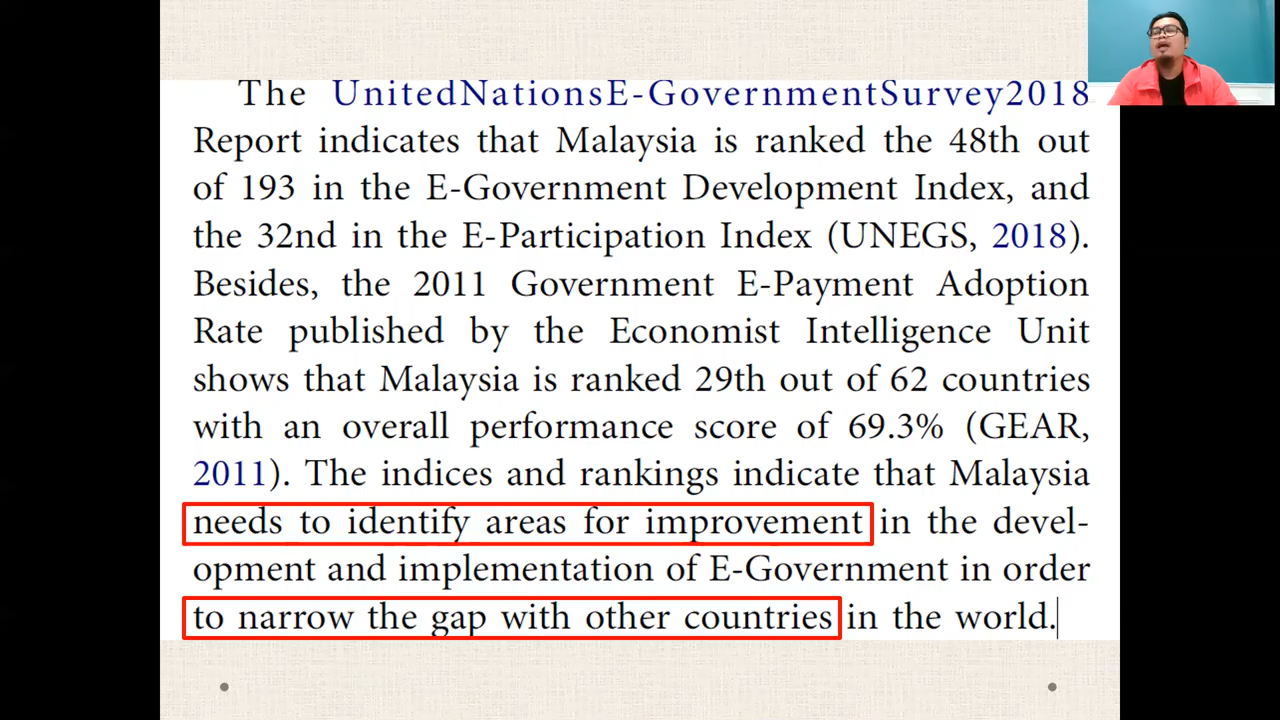 The UnitedNationsE-GovernmentSurvey2018
Report indicates that Malaysia is ranked the 48th out
of 193 in the E-Government Development Index, and
the 32nd in the E-Participation Index (UNEGS, 2018).
Besides, the 2011 Government E-Payment Adoption
Rate published by the Economist Intelligence Unit
shows that Malaysia is ranked 29th out of 62 countries
with an overall performance score of 69.3% (GEAR,
2011). The indices and rankings indicate that Malaysia
needs to identify areas for improvement in the devel-
opment and implementation of E-Government in order
to narrow the gap with other countries in the world.